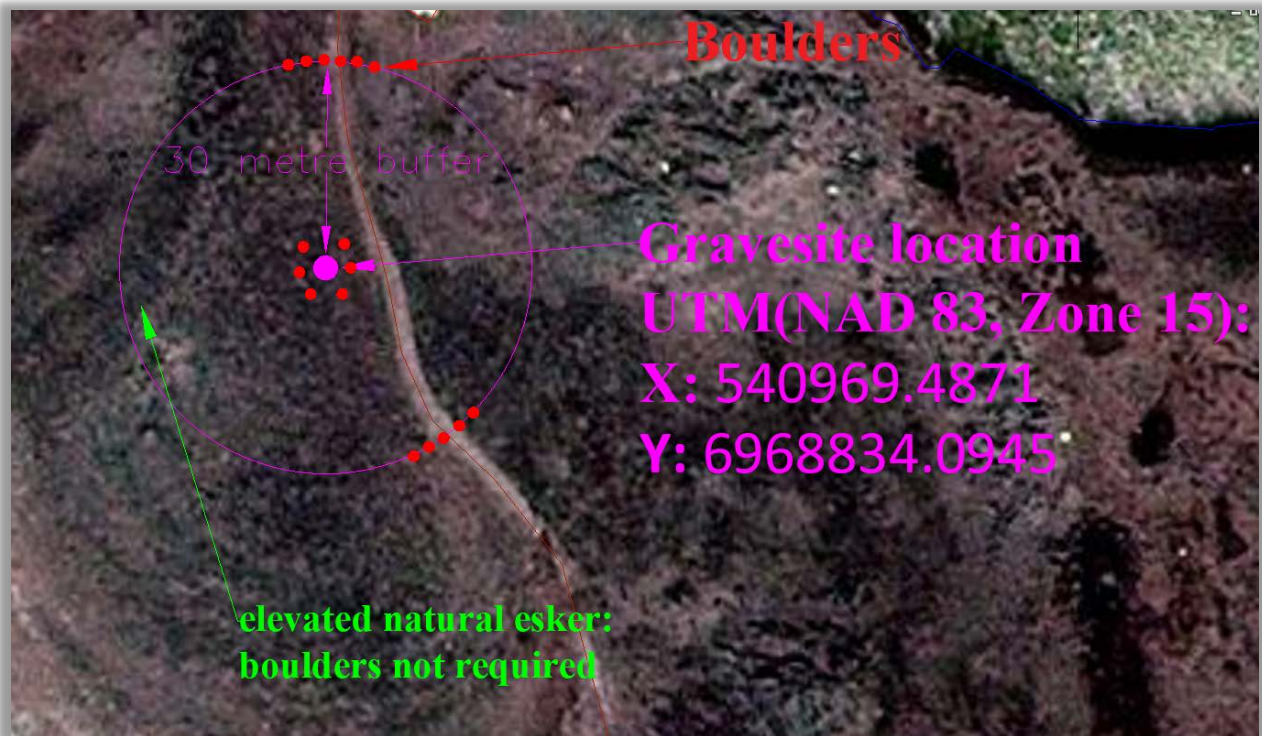 Boulders
30 metre buffer
Gravesite location
UTM(NAD 83, Zone 15):
X: 540969.4871
Y: 6968834.0945
elevated natural esker:
boulders not required